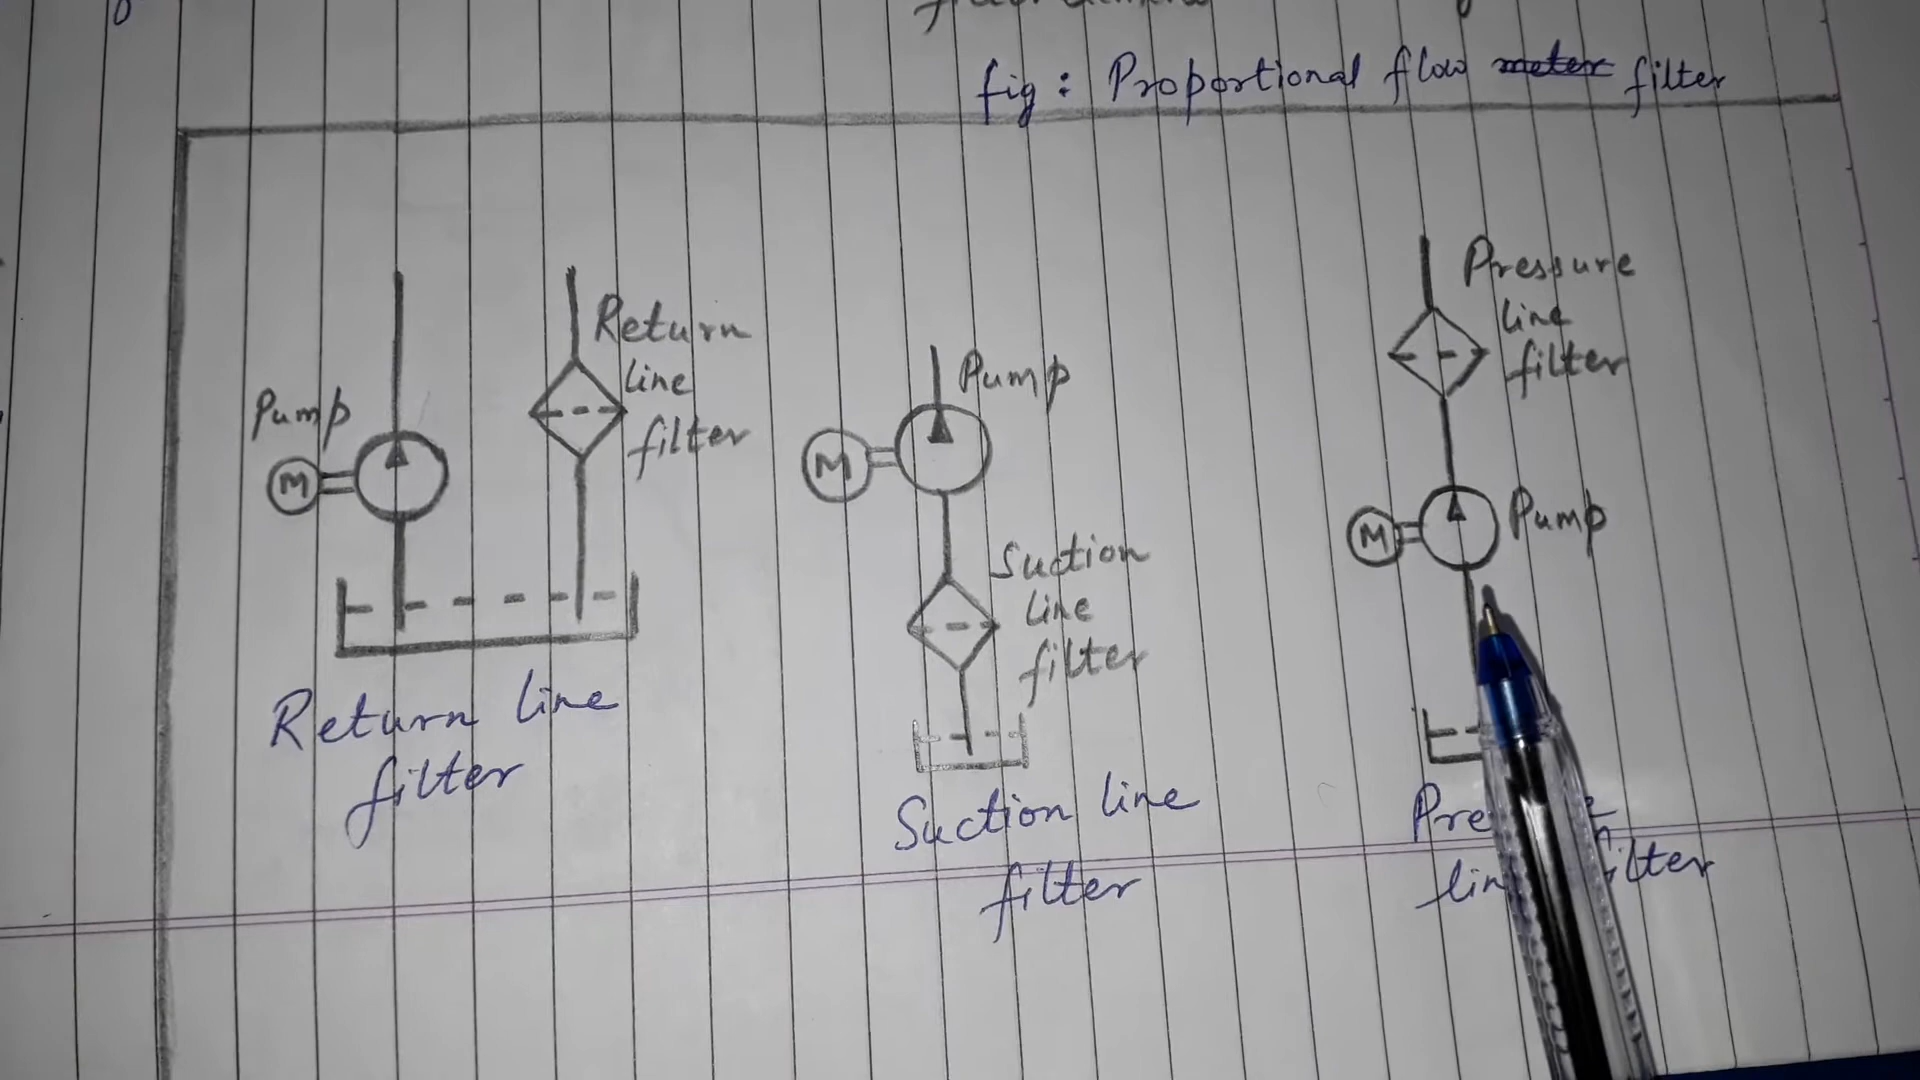 fig : Proportional flow meter filter
Pump
M
Return
line
filter
Return line
filter
Pump
M
Suction
line
filter
Suction line
filter
Pressure
line
filter
M
Pump